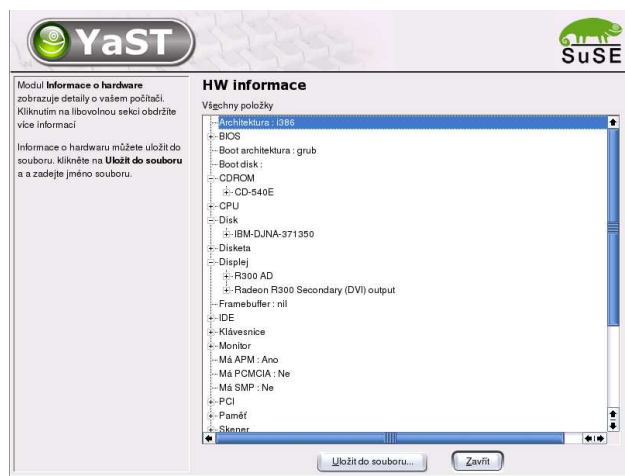 YaST
SuSE
Modul Informace o hardware
zobrazuje detaily o vašem počítači.
Kliknutím na libovolnou sekci obdržíte
více informací
Informace o hardwaru můžete uložit do
souboru. klikněte na Uložit do souboru
a a zadejte jméno souboru.
HW informace
Všechny položky
Architektura : i386
BIOS
Boot architektura : grub
Boot disk :
CDROM
CD-540E
CPU
Disk
IBM-DJNA-371350
Disketa
Displej
R300 AD
Radeon R300 Secondary (DVI) output
Framebuffer : nil
IDE
Klávesnice
Monitor
Má APM : Ano
Má PCMCIA : Ne
Má SMP : Ne
PCI
Paměť
Skener
Uložit do souboru...
Zavřít